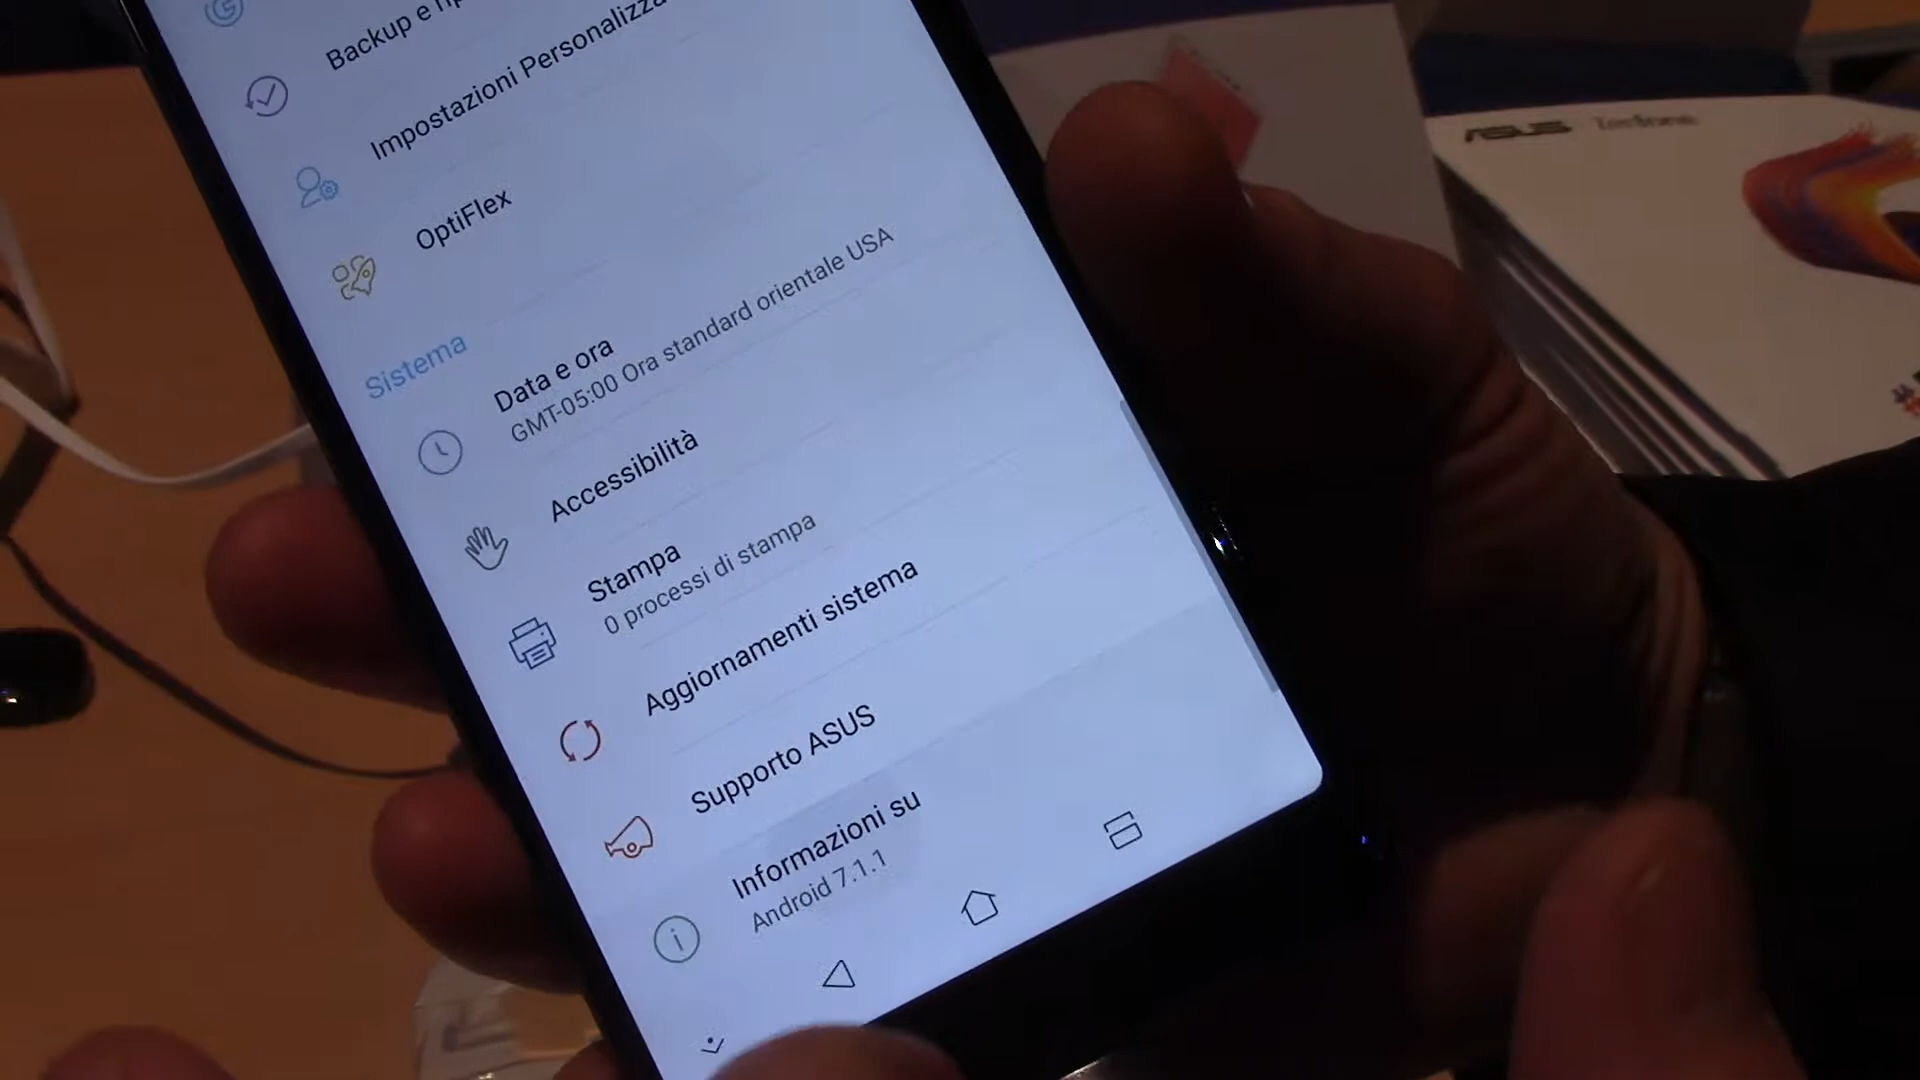 Backup e
Impostazioni
OptiFlex
Sistema
Data e ora
GMT-05:00 Ora standard orientale USA
Accessibilità
Stampa
0 processi di stampa
Aggiornamenti sistema
Supporto ASUS
Informazioni su
Android 7.1.1
ASUS